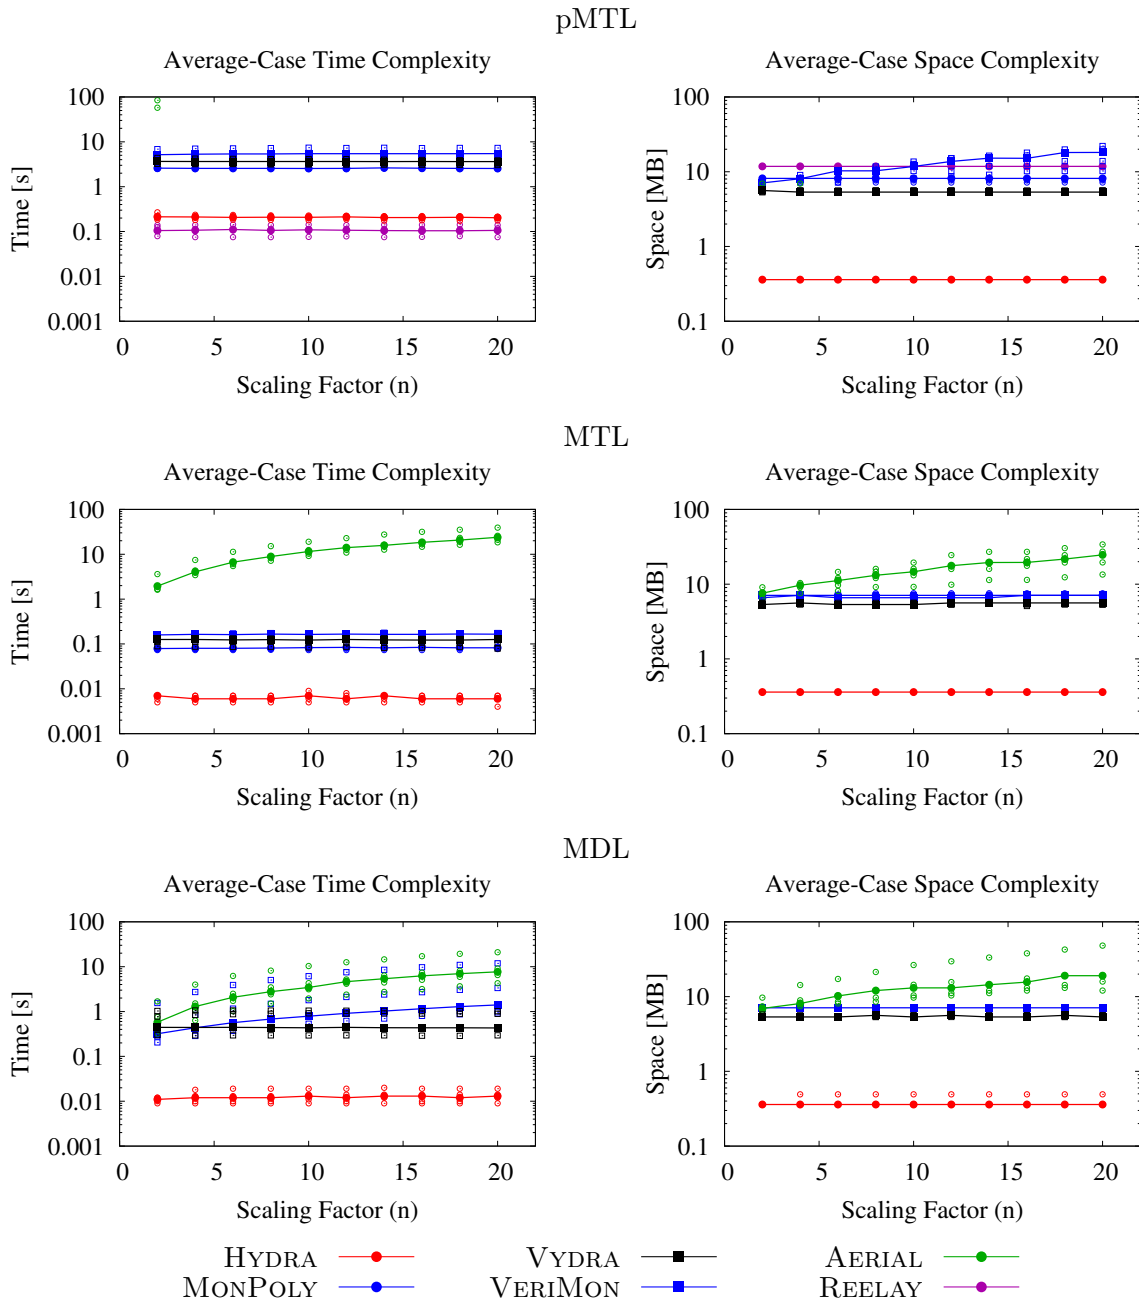 pMTL
Average-Case Time Complexity
Average-Case Space Complexity
100
10
1
0.1
0.01
0.001
Time [s]
0 5 10 15 20
Scaling Factor (n)
100
10
1
0.1
Space [MB]
0 5 10 15 20
Scaling Factor (n)
MTL
Average-Case Time Complexity
Average-Case Space Complexity
100
10
1
0.1
0.01
0.001
Time [s]
0 5 10 15 20
Scaling Factor (n)
100
10
1
0.1
Space [MB]
0 5 10 15 20
Scaling Factor (n)
MDL
Average-Case Time Complexity
Average-Case Space Complexity
100
10
1
0.1
0.01
0.001
Time [s]
0 5 10 15 20
Scaling Factor (n)
100
10
1
0.1
Space [MB]
0 5 10 15 20
Scaling Factor (n)
HYDRA VYDRA AERIAL
MONPOLY VERIMON REELAY